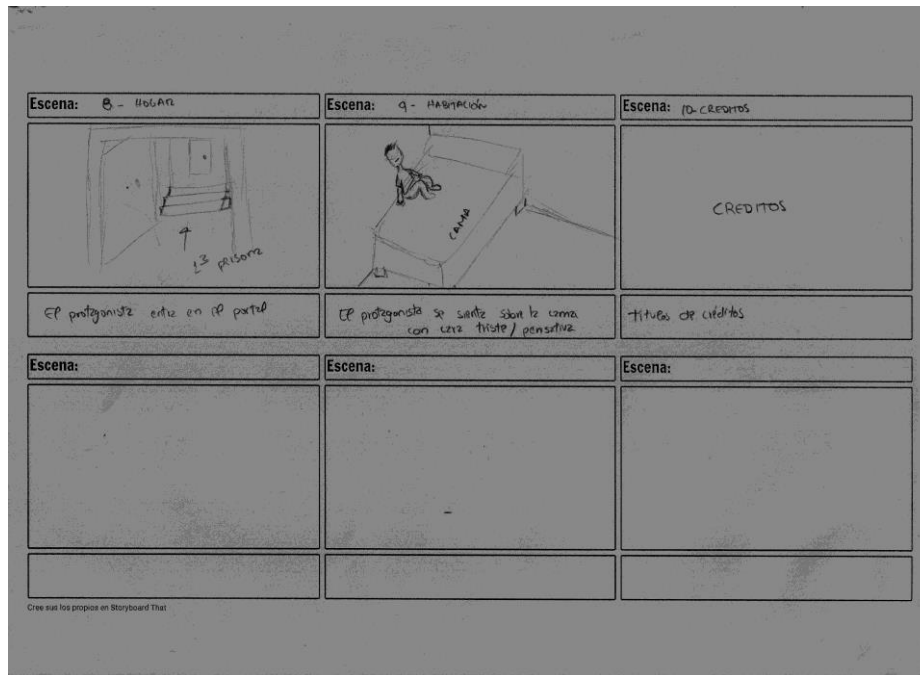 Escena: 8 - HOGAR
Escena: 9 - HABITACIÓN
Escena: 10-CREDITOS
1ª persona
CAMA
CREDITOS
El protagonista entra en el portal
El protagonista se sienta sobre la cama
con cara triste / pensativa
títulos de créditos
Escena:
Escena:
Escena:
Cree sus los propios en Storyboard That